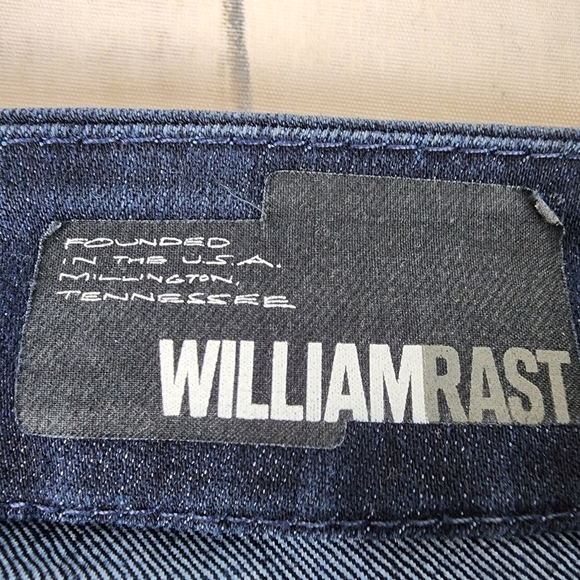 FOUNDED
IN THE U.S.A.
MILLINGTON,
TENNESSEE
WILLIAMRAST